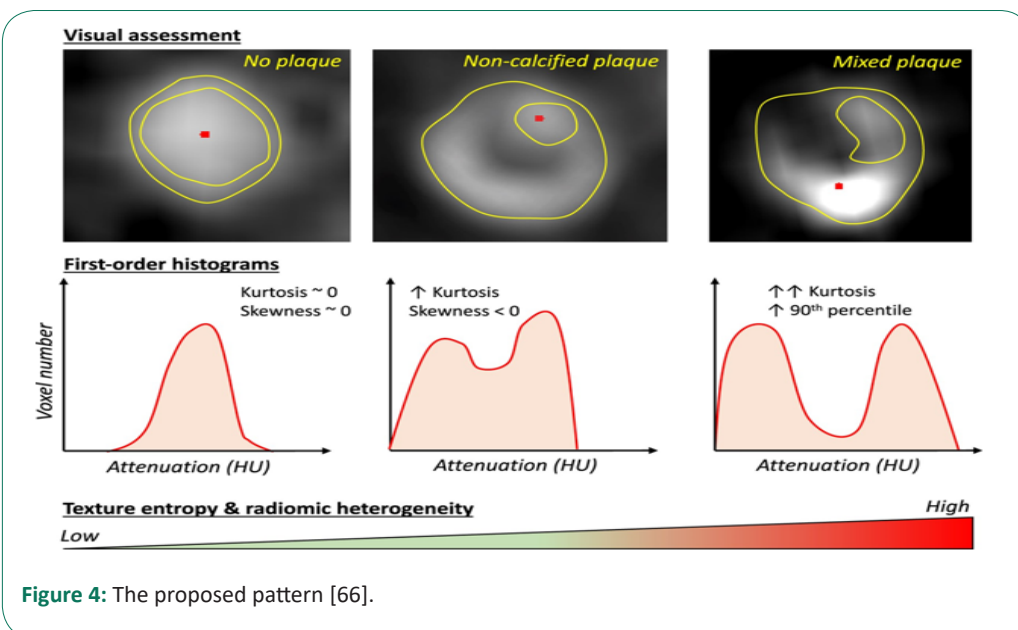 Visual assessment
No plaque
Non-calcified plaque
Mixed plaque
First-order histograms
Kurtosis ~ 0
Skewness ~ 0
↑ Kurtosis
Skewness < 0
↑↑ Kurtosis
↑ 90th percentile
Voxel number
Attenuation (HU)
Attenuation (HU)
Attenuation (HU)
Texture entropy & radiomic heterogeneity
Low
High
Figure 4: The proposed pattern [66].